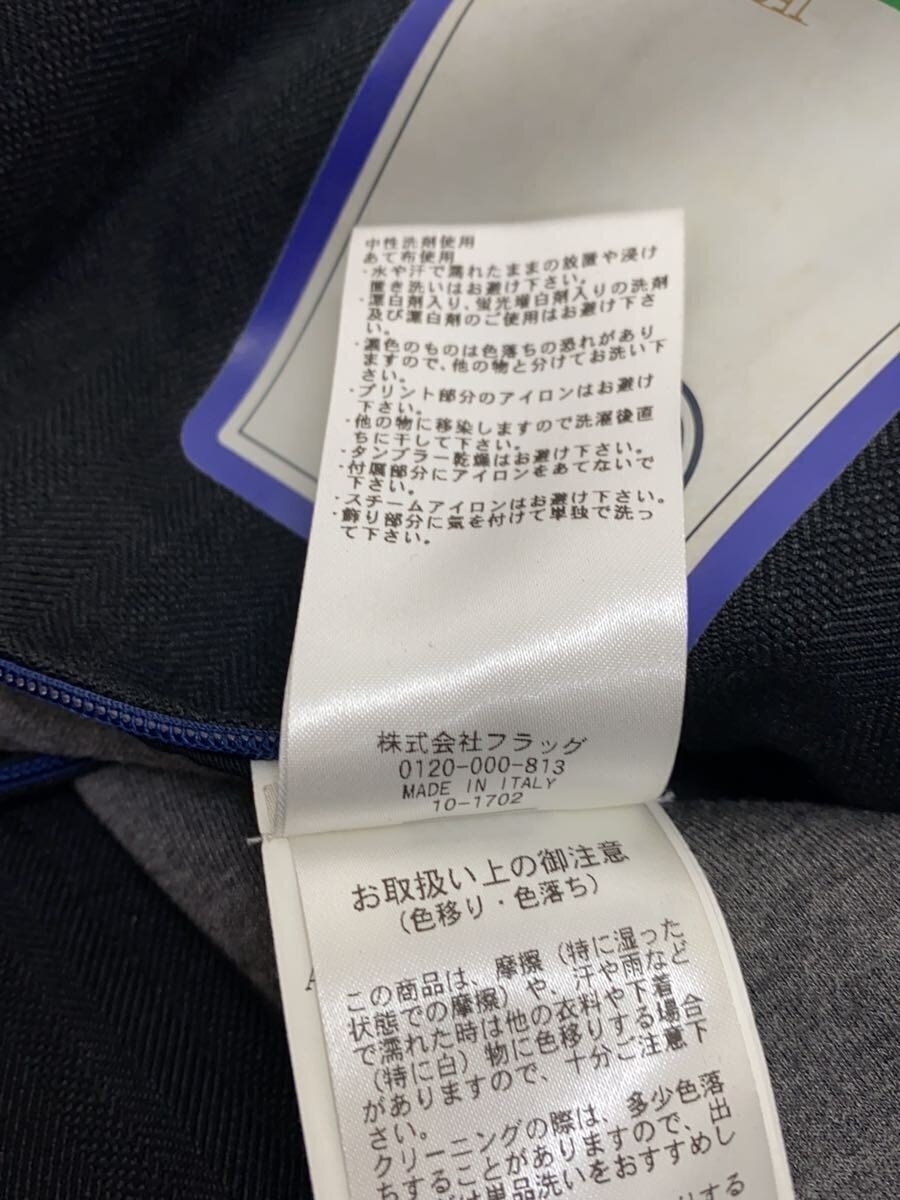 中性洗剤使用
あて布使用
・水や汗で濡れたままの放置や浸け
置き洗いはお避け下さい。
・漂白剤入り、蛍光増白剤入りの洗剤
及び漂白剤のご使用はお避け下さ
い。
・濃色のものは色落ちの恐れがあり
ますので、他の物と分けてお洗い下
さい。
・プリント部分のアイロンはお避け
下さい。
・他の物に移染しますので洗濯後直
ちに干して下さい。
・タンブラー乾燥はお避け下さい。
・付属部分にアイロンをあてないで
下さい。
・スチームアイロンはお避け下さい。
・飾り部分に気を付けて単独で洗っ
て下さい。
株式会社フラッグ
0120-000-813
MADE IN ITALY
10-1702
お取扱い上の御注意
(色移り・色落ち)
この商品は、摩擦(特に湿った
状態での摩擦)や、汗や雨など
で濡れた時は他の衣料や下着
(特に白)物に色移りする場合
がありますので、十分ご注意下
さい。
クリーニングの際は、多少色落
ちすることがありますので、出
は単品洗いをおすすめし
する